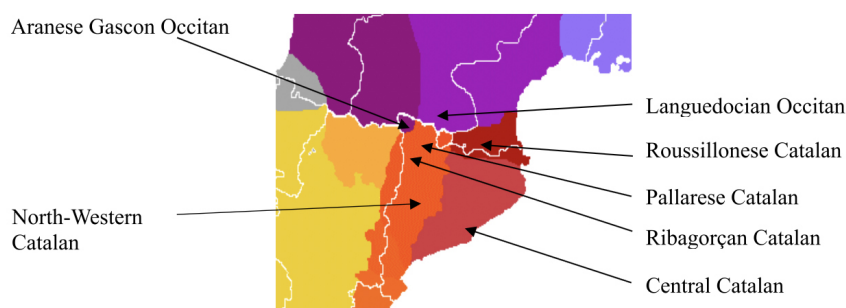 Aranese Gascon Occitan
Languedocian Occitan
Roussillonese Catalan
Pallarese Catalan
North-Western
Catalan
Ribagorçan Catalan
Central Catalan